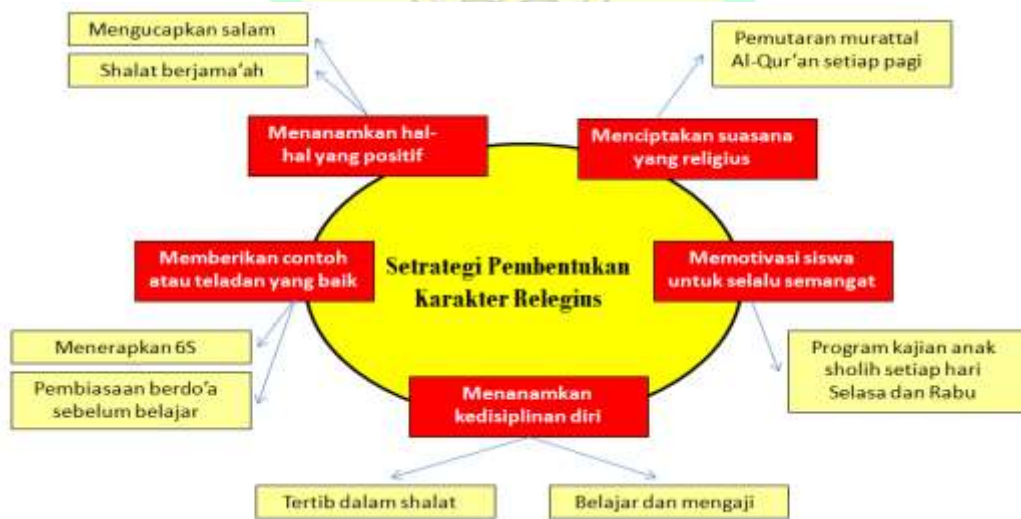 Mengucapkan salam
Shalat berjama'ah
Pemutaran murattal
Al-Qur'an setiap pagi
Menanamkan hal-
hal yang positif
Menciptakan suasana
yang religius
Memberikan contoh
atau teladan yang baik
Setrategi Pembentukan
Karakter Relegius
Memotivasi siswa
untuk selalu semangat
Menerapkan 6S
Pembiasaan berdo'a
sebelum belajar
Program kajian anak
sholih setiap hari
Selasa dan Rabu
Menanamkan
kedisiplinan diri
Tertib dalam shalat
Belajar dan mengaji